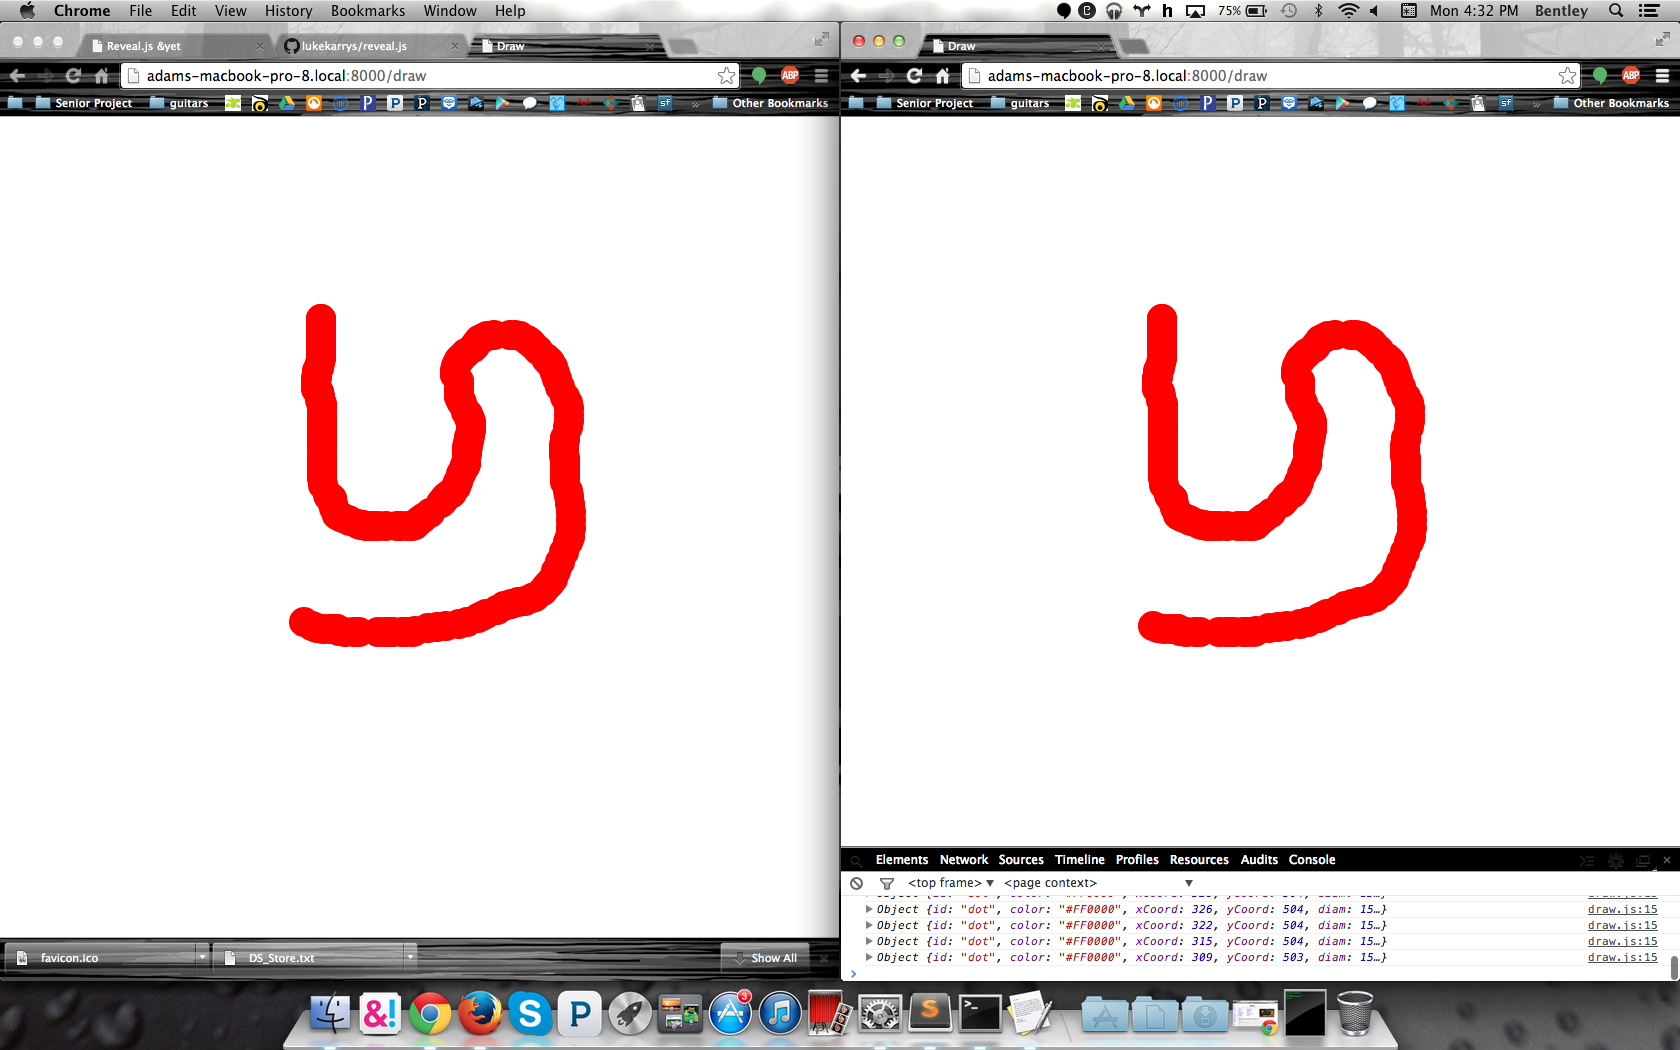 Chrome File Edit View History Bookmarks Window Help
75% Mon 4:32 PM Bentley
Reveal.js &yet
lukekarrys/reveal.js
Draw
adams-macbook-pro-8.local:8000/draw
ABP
Senior Project guitars sf » Other Bookmarks
Draw
adams-macbook-pro-8.local:8000/draw
ABP
Senior Project guitars sf » Other Bookmarks
Elements Network Sources Timeline Profiles Resources Audits Console
<top frame> <page context>
Object {id: "dot", color: "#FF0000", xCoord: 326, yCoord: 504, diam: 15…} draw.js:15
Object {id: "dot", color: "#FF0000", xCoord: 322, yCoord: 504, diam: 15…} draw.js:15
Object {id: "dot", color: "#FF0000", xCoord: 315, yCoord: 504, diam: 15…} draw.js:15
Object {id: "dot", color: "#FF0000", xCoord: 309, yCoord: 503, diam: 15…} draw.js:15
favicon.ico DS_Store.txt Show All
&! S P 3 S